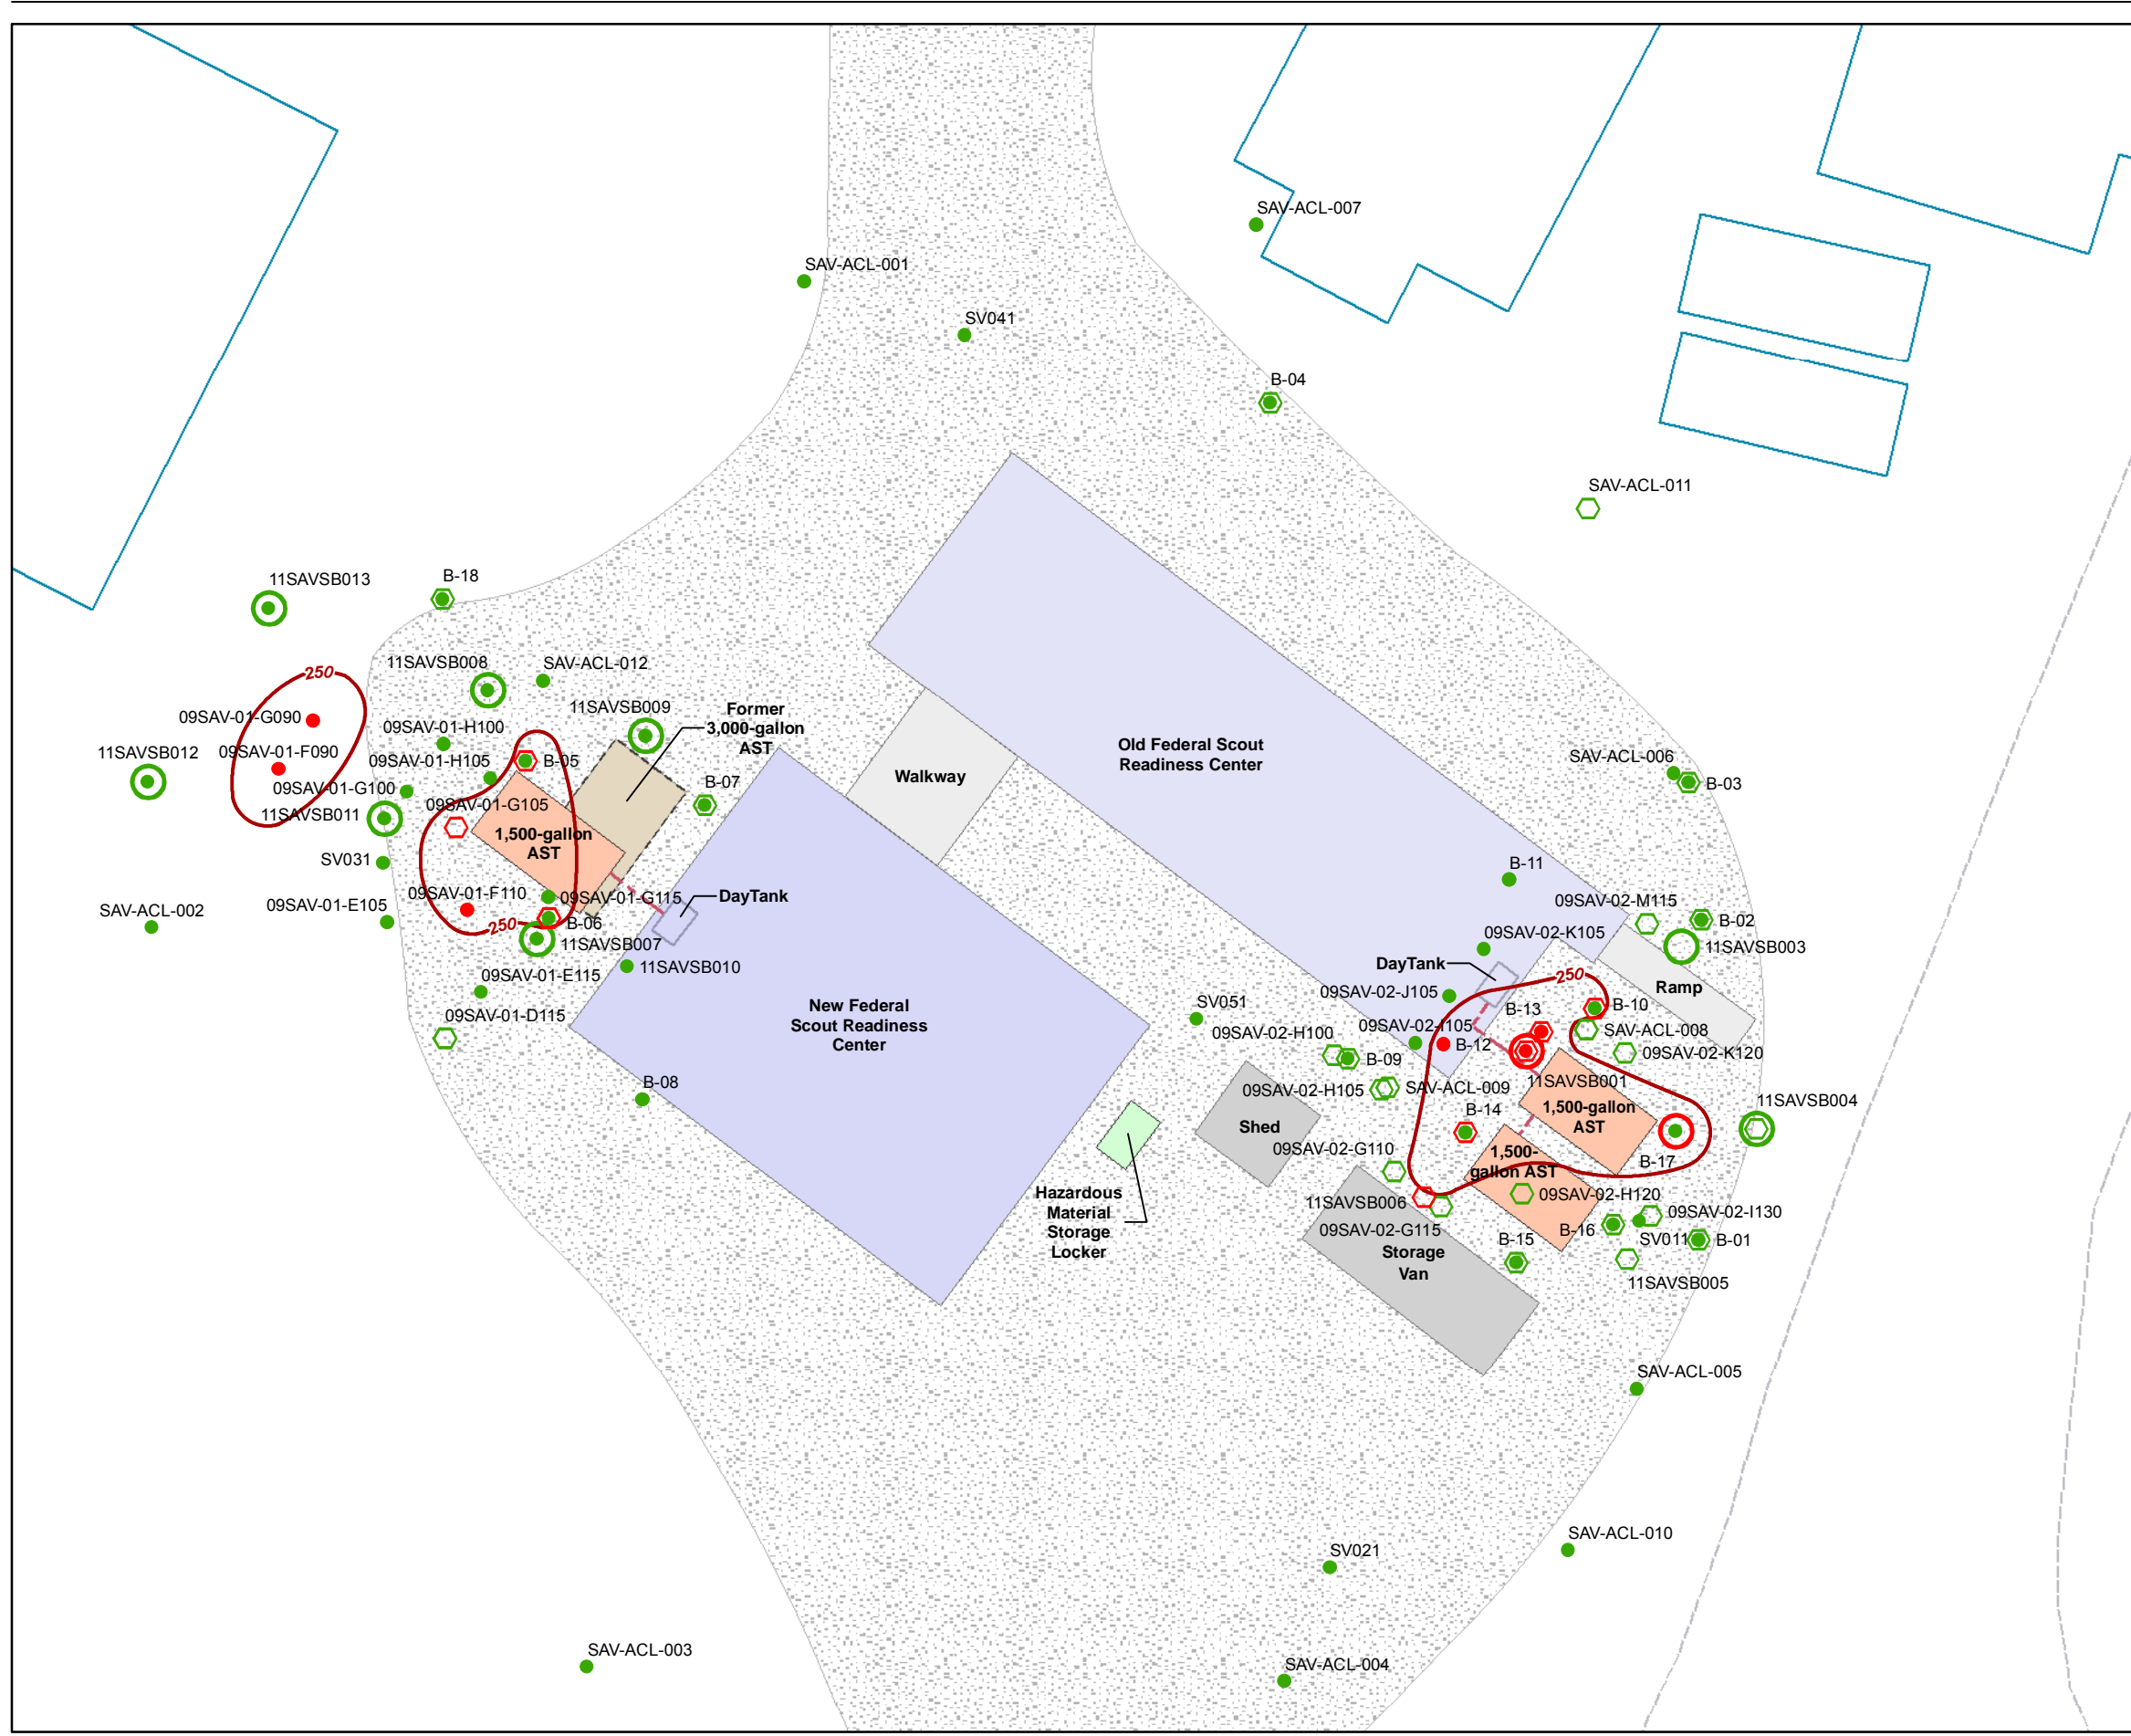 SAV-ACL-007
SAV-ACL-001
SV041
B-04
SAV-ACL-011
11SAVSB013
B-18
11SAVSB008
SAV-ACL-012
250
09SAV-01-G090
09SAV-01-H100
11SAVSB009
Former
3,000-gallon
AST
11SAVSB012
09SAV-01-F090
09SAV-01-H105
B-05
09SAV-01-G100
09SAV-01-G105
B-07
11SAVSB011
1,500-gallon
AST
Walkway
Old Federal Scout
Readiness Center
SAV-ACL-006
B-03
SV031
09SAV-01-F110
09SAV-01-G115
DayTank
SAV-ACL-002
09SAV-01-E105
250
B-06
11SAVSB007
11SAVSB010
09SAV-01-E115
09SAV-01-D115
New Federal
Scout Readiness
Center
B-08
B-11
09SAV-02-M115
B-02
09SAV-02-K105
11SAVSB003
DayTank
250
Ramp
09SAV-02-J105
SV051
B-13
B-10
09SAV-02-H100
09SAV-02-I105
SAV-ACL-008
B-12
B-09
09SAV-02-K120
09SAV-02-H105
SAV-ACL-009
11SAVSB001
B-14
1,500-gallon
AST
11SAVSB004
Shed
09SAV-02-G110
1,500-
gallon AST
B-17
Hazardous
Material
Storage
Locker
11SAVSB006
09SAV-02-H120
09SAV-02-G115
B-16
09SAV-02-I130
Storage
Van
B-15
SV011
B-01
11SAVSB005
SAV-ACL-005
SAV-ACL-010
SV021
SAV-ACL-003
SAV-ACL-004